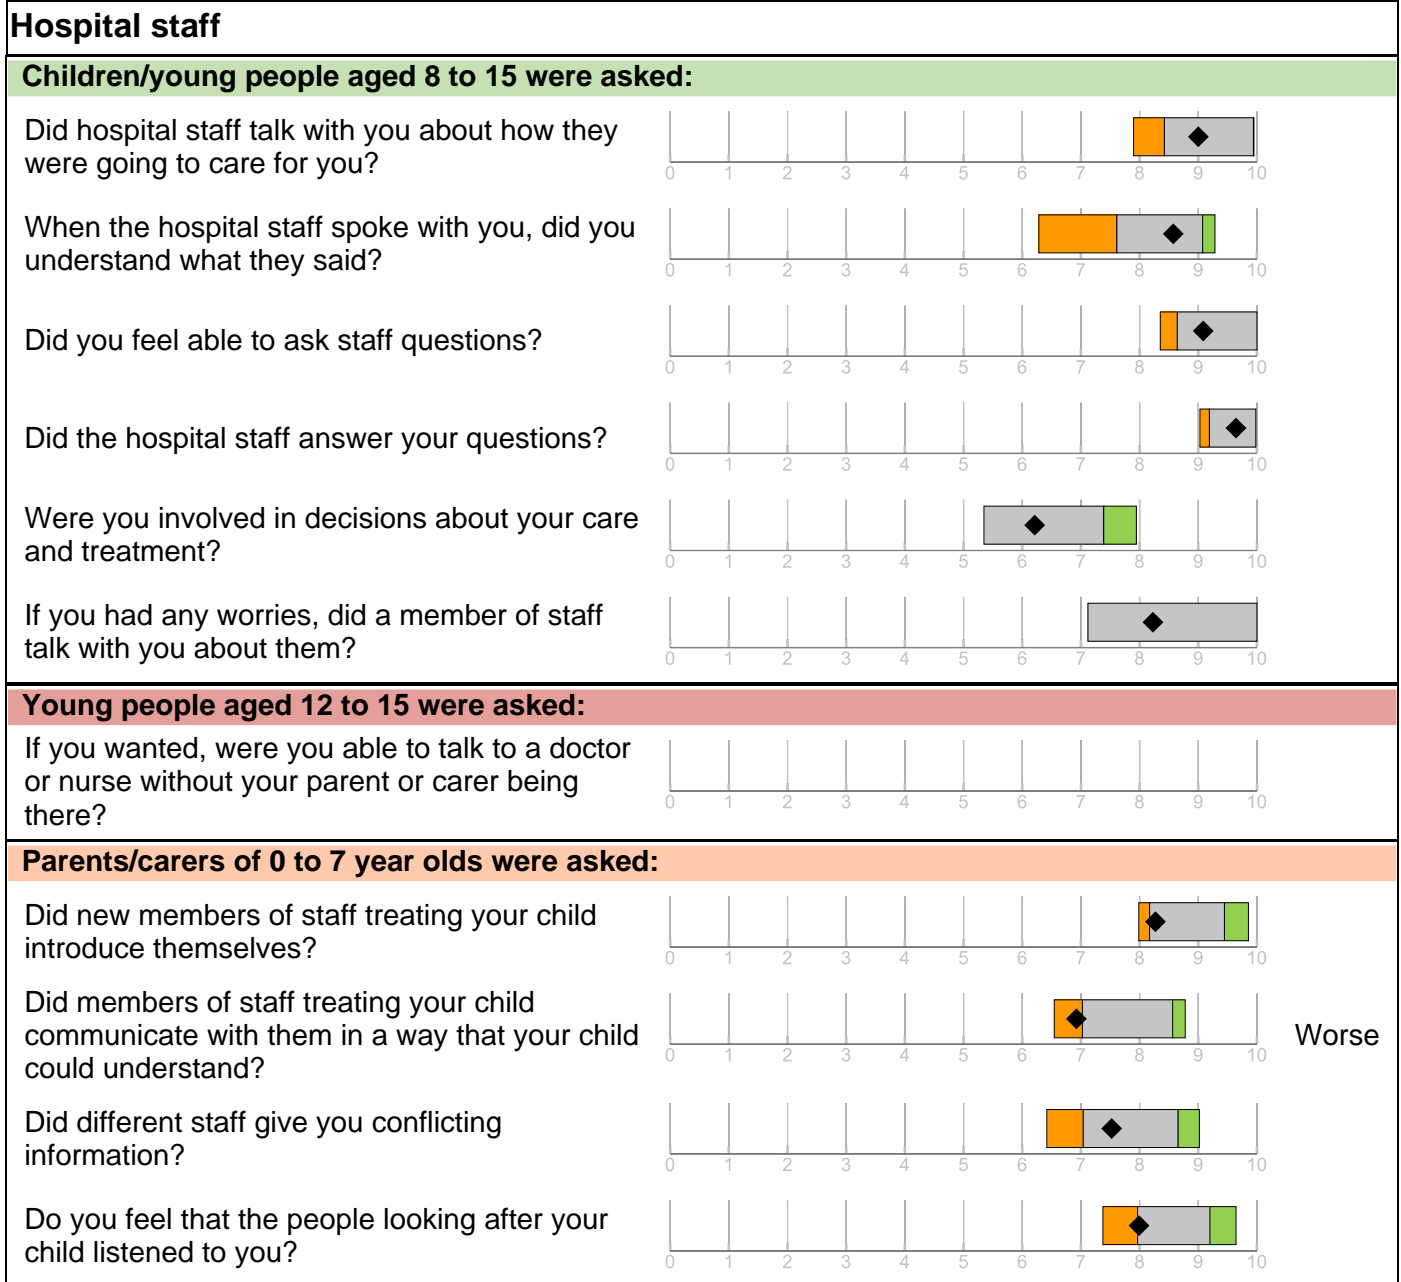 Hospital staff
Children/young people aged 8 to 15 were asked:
Did hospital staff talk with you about how they
were going to care for you?
0 1 2 3 4 5 6 7 8 9 10
When the hospital staff spoke with you, did you
understand what they said?
0 1 2 3 4 5 6 7 8 9 10
Did you feel able to ask staff questions?
0 1 2 3 4 5 6 7 8 9 10
Did the hospital staff answer your questions?
0 1 2 3 4 5 6 7 8 9 10
Were you involved in decisions about your care
and treatment?
0 1 2 3 4 5 6 7 8 9 10
If you had any worries, did a member of staff
talk with you about them?
0 1 2 3 4 5 6 7 8 9 10
Young people aged 12 to 15 were asked:
If you wanted, were you able to talk to a doctor
or nurse without your parent or carer being
there?
0 1 2 3 4 5 6 7 8 9 10
Parents/carers of 0 to 7 year olds were asked:
Did new members of staff treating your child
introduce themselves?
0 1 2 3 4 5 6 7 8 9 10
Did members of staff treating your child
communicate with them in a way that your child
could understand?
0 1 2 3 4 5 6 7 8 9 10
Worse
Did different staff give you conflicting
information?
0 1 2 3 4 5 6 7 8 9 10
Do you feel that the people looking after your
child listened to you?
0 1 2 3 4 5 6 7 8 9 10